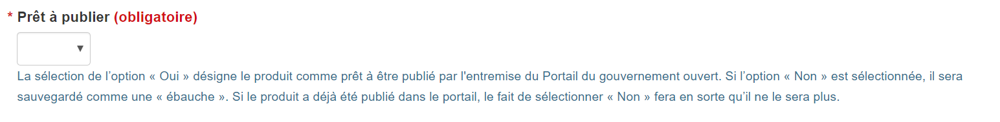 * Prêt à publier (obligatoire)
La sélection de l’option « Oui » désigne le produit comme prêt à être publié par l'entremise du Portail du gouvernement ouvert. Si l’option « Non » est sélectionnée, il sera
sauvegardé comme une « ébauche ». Si le produit a déjà été publié dans le portail, le fait de sélectionner « Non » fera en sorte qu’il ne le sera plus.